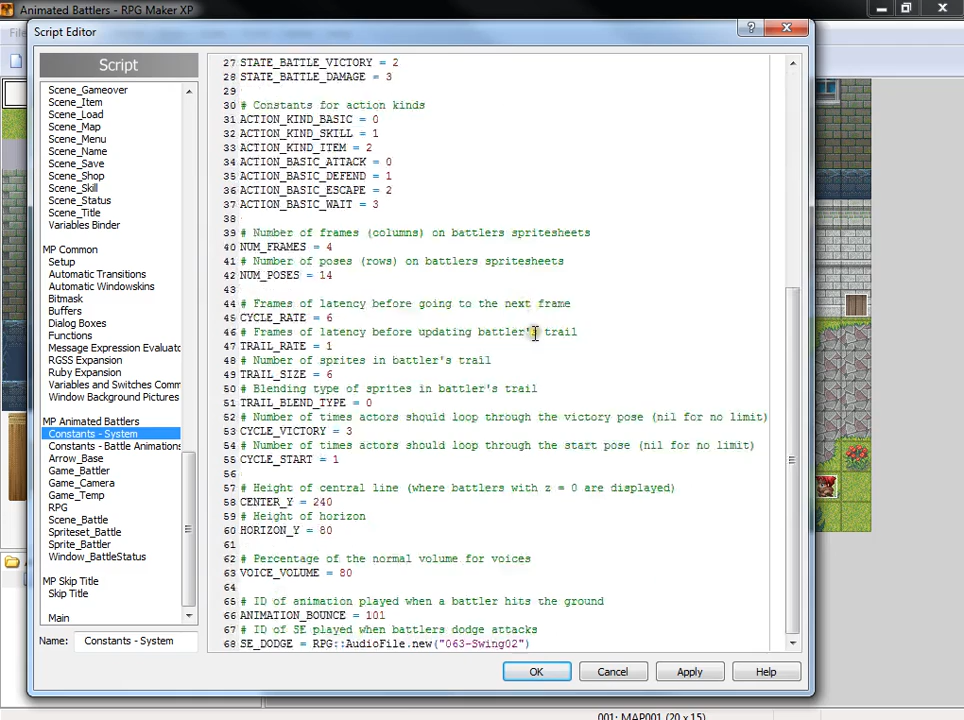 Animated Battlers - RPG Maker XP
Script Editor
Script
Scene_Gameover
Scene_Item
Scene_Load
Scene_Map
Scene_Menu
Scene_Name
Scene_Save
Scene_Shop
Scene_Skill
Scene_Status
Scene_Title
Variables Binder
MP Common
Setup
Automatic Transitions
Automatic Windowskins
Bitmask
Buffers
Dialog Boxes
Functions
Message Expression Evaluato
RGSS Expansion
Ruby Expansion
Variables and Switches Comm
Window Background Pictures
MP Animated Battlers
Constants - System
Constants - Battle Animations
Arrow_Base
Game_Battler
Game_Camera
Game_Temp
RPG
Scene_Battle
Spriteset_Battle
Sprite_Battler
Window_BattleStatus
MP Skip Title
Skip Title
Main
Name: Constants - System
27 STATE_BATTLE_VICTORY = 2
28 STATE_BATTLE_DAMAGE = 3
29
30 # Constants for action kinds
31 ACTION_KIND_BASIC = 0
32 ACTION_KIND_SKILL = 1
33 ACTION_KIND_ITEM = 2
34 ACTION_BASIC_ATTACK = 0
35 ACTION_BASIC_DEFEND = 1
36 ACTION_BASIC_ESCAPE = 2
37 ACTION_BASIC_WAIT = 3
38
39 # Number of frames (columns) on battlers spritesheets
40 NUM_FRAMES = 4
41 # Number of poses (rows) on battlers spritesheets
42 NUM_POSES = 14
43
44 # Frames of latency before going to the next frame
45 CYCLE_RATE = 6
46 # Frames of latency before updating battler's trail
47 TRAIL_RATE = 1
48 # Number of sprites in battler's trail
49 TRAIL_SIZE = 6
50 # Blending type of sprites in battler's trail
51 TRAIL_BLEND_TYPE = 0
52 # Number of times actors should loop through the victory pose (nil for no limit)
53 CYCLE_VICTORY = 3
54 # Number of times actors should loop through the start pose (nil for no limit)
55 CYCLE_START = 1
56
57 # Height of central line (where battlers with z = 0 are displayed)
58 CENTER_Y = 240
59 # Height of horizon
60 HORIZON_Y = 80
61
62 # Percentage of the normal volume for voices
63 VOICE_VOLUME = 80
64
65 # ID of animation played when a battler hits the ground
66 ANIMATION_BOUNCE = 101
67 # ID of SE played when battlers dodge attacks
68 SE_DODGE = RPG::AudioFile.new("063-Swing02")
OK Cancel Apply Help
001: MAP001 (20 x 15)